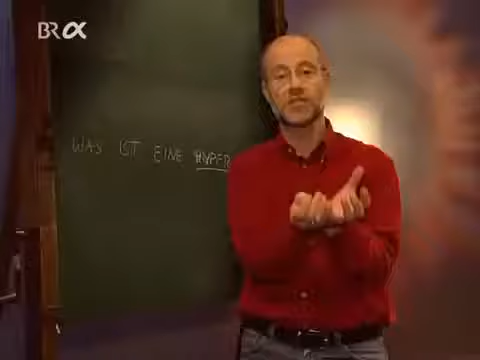 BRα
WAS IST EINE HYPER